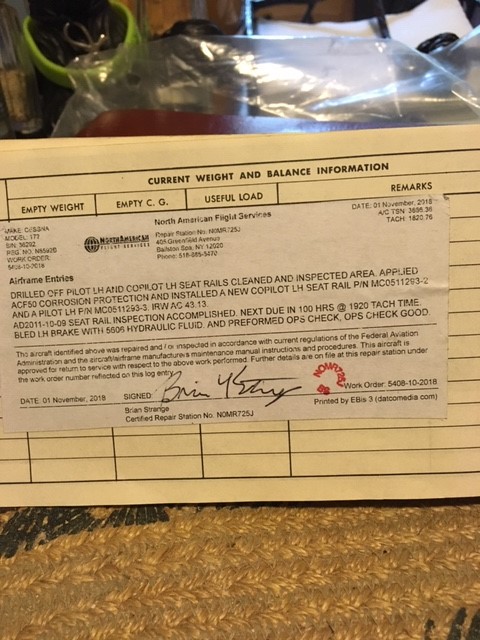 CURRENT WEIGHT AND BALANCE INFORMATION
EMPTY WEIGHT EMPTY C. G. USEFUL LOAD REMARKS
MAKE: CESSNA
MODEL: 177
WORK ORDER:
5408-10-2018
NORTHAMERICAN
FLIGHT SERVICES
North American Flight Services
Repair Station No: N0MR725J
405 Greenfield Avenue
Ballston Spa, NY 12020
DATE: 01 November, 2018
A/C TSN: 3695.36
TACH: 1820.76
Airframe Entries
DRILLED OFF PILOT LH AND COPILOT LH SEAT RAILS CLEANED AND INSPECTED AREA. APPLIED
ACF50 CORROSION PROTECTION AND INSTALLED A NEW COPILOT LH SEAT RAIL P/N MC0511293-2
AND A PILOT LH P/N MC0511293-3. IRW AC 43.13.
AD2011-10-09 SEAT RAIL INSPECTION ACCOMPLISHED. NEXT DUE IN 100 HRS @ 1920 TACH TIME.
BLED LH BRAKE WITH 5606 HYDRAULIC FLUID. AND PREFORMED OPS CHECK, OPS CHECK GOOD.
This aircraft identified above was repaired and / or inspected in accordance with current regulations of the Federal Aviation
Administration and the aircraft/airframe manufacturers maintenance manual instructions and procedures. This aircraft is
approved for return to service with respect to the above work performed. Further details are on file at this repair station under
the work order number reflected on this log entry.
DATE: 01 November, 2018 SIGNED:
Brian Strange
Certified Repair Station No. N0MR725J
N0MR725J
Work Order: 5408-10-2018
Printed by EBis 3 (datcomedia.com)